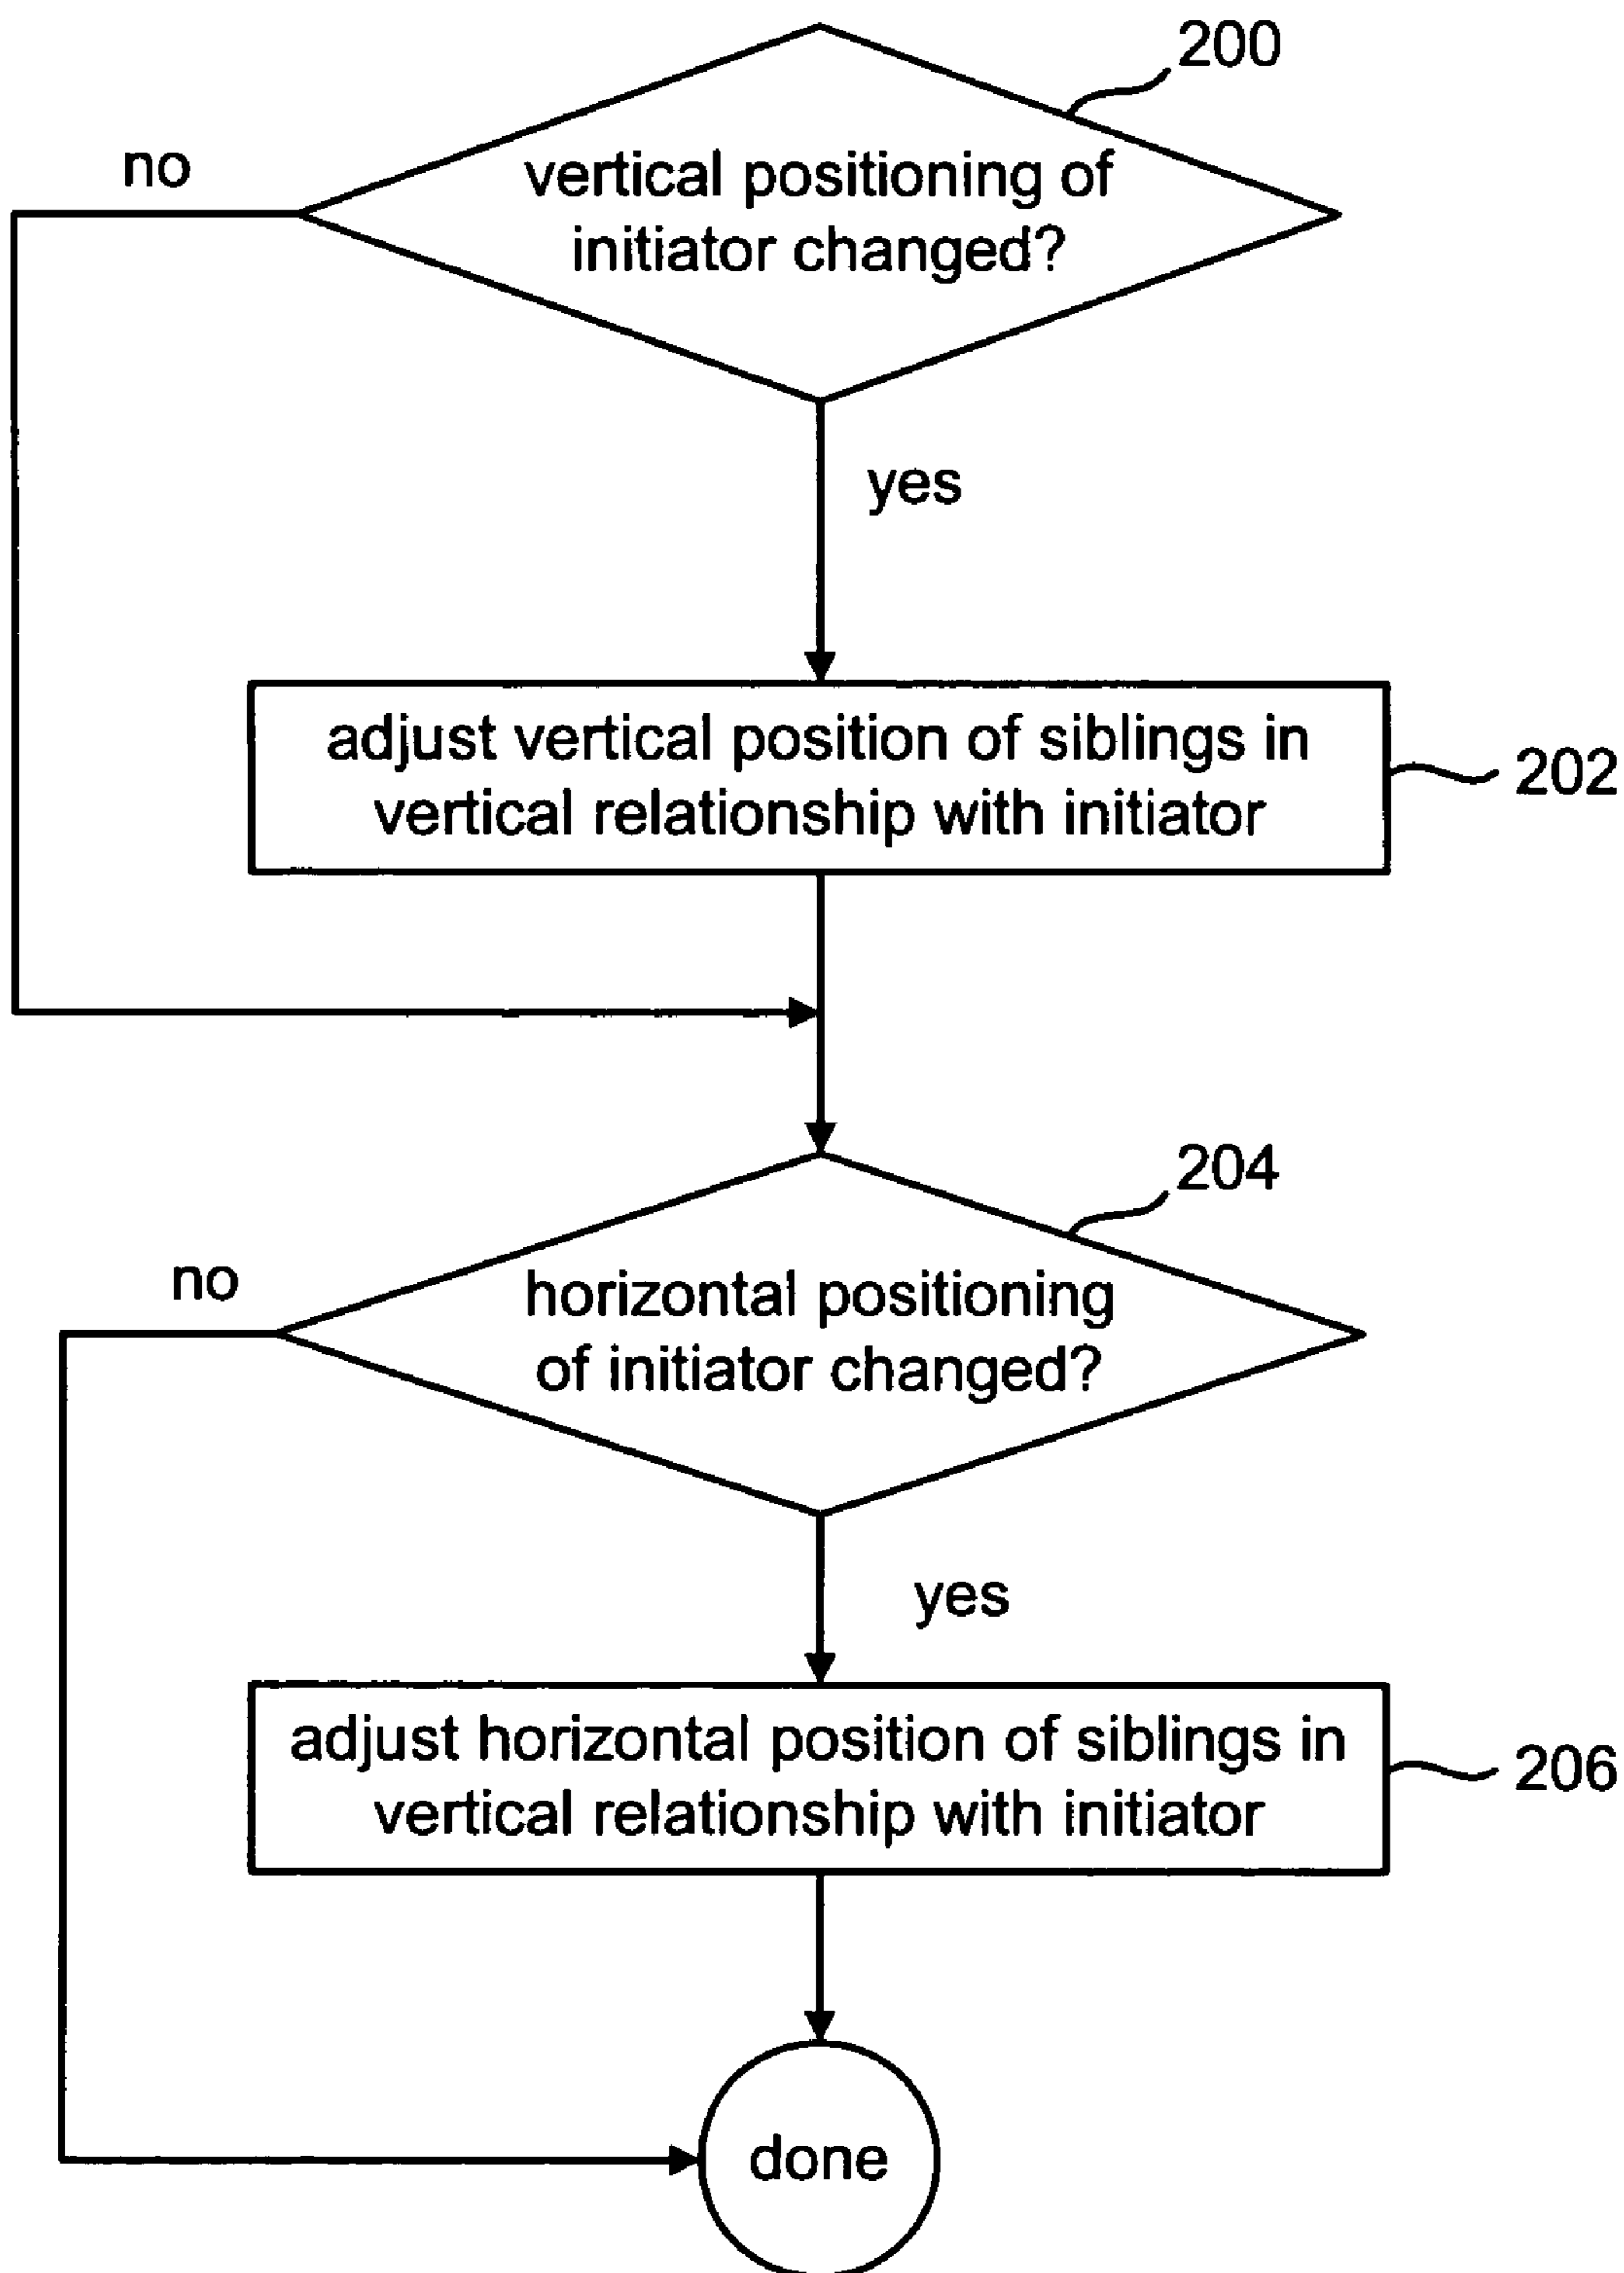 200
no
vertical positioning of
initiator changed?
yes
adjust vertical position of siblings in
vertical relationship with initiator
202
204
no
horizontal positioning
of initiator changed?
yes
adjust horizontal position of siblings in
vertical relationship with initiator
206
done